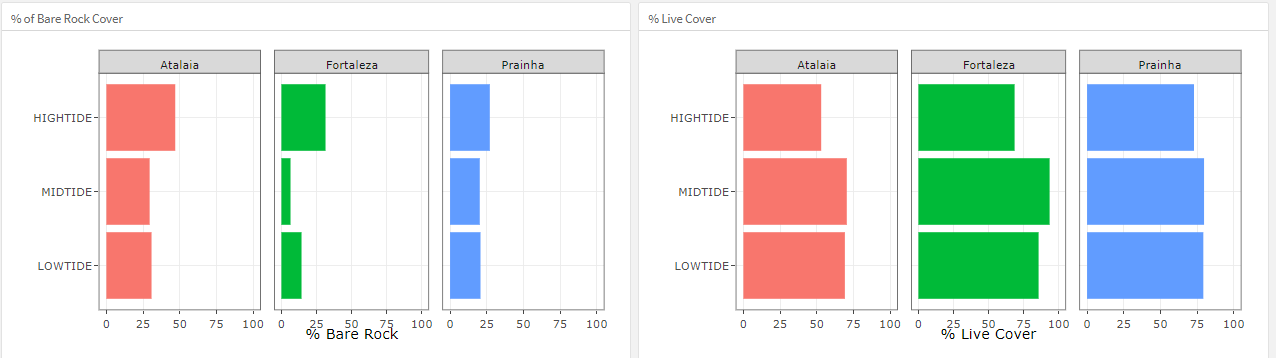 % of Bare Rock Cover
Atalaia Fortaleza Prainha
HIGHTIDE
MIDTIDE
LOWTIDE
0 25 50 75 100 0 25 50 75 100 0 25 50 75 100
% Bare Rock
% Live Cover
Atalaia Fortaleza Prainha
HIGHTIDE
MIDTIDE
LOWTIDE
0 25 50 75 100 0 25 50 75 100 0 25 50 75 100
% Live Cover